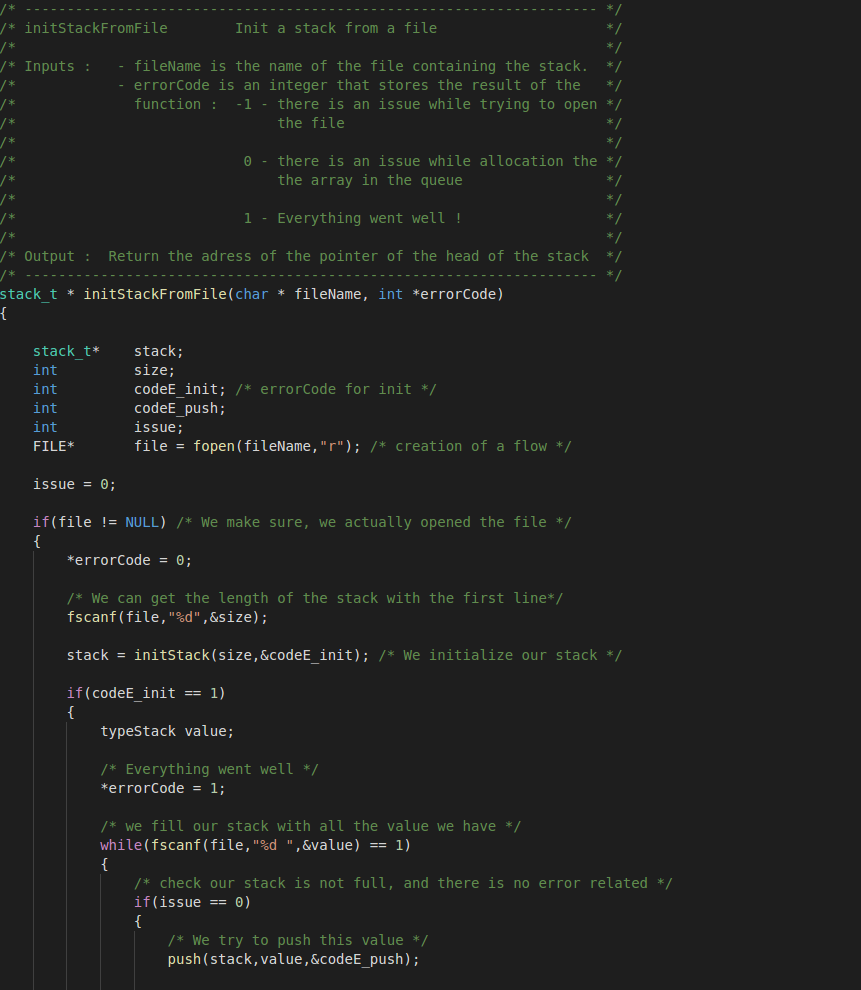 /* -------------------------------------------------------------------- */
/* initStackFromFile        Init a stack from a file                    */
/*                                                                      */
/* Inputs :   - fileName is the name of the file containing the stack.  */
/*            - errorCode is an integer that stores the result of the   */
/*              function :  -1 - there is an issue while trying to open */
/*                               the file                               */
/*                                                                      */
/*                           0 - there is an issue while allocation the */
/*                               the array in the queue                 */
/*                                                                      */
/*                           1 - Everything went well !                 */
/*                                                                      */
/* Output :  Return the adress of the pointer of the head of the stack  */
/* -------------------------------------------------------------------- */
stack_t * initStackFromFile(char * fileName, int *errorCode)
{
    stack_t*    stack;
    int         size;
    int         codeE_init; /* errorCode for init */
    int         codeE_push;
    int         issue;
    FILE*       file = fopen(fileName,"r"); /* creation of a flow */
    issue = 0;
    if(file != NULL) /* We make sure, we actually opened the file */
    {
        *errorCode = 0;
        /* We can get the length of the stack with the first line*/
        fscanf(file,"%d",&size);
        stack = initStack(size,&codeE_init); /* We initialize our stack */
        if(codeE_init == 1)
        {
            typeStack value;
            /* Everything went well */
            *errorCode = 1;
            /* we fill our stack with all the value we have */
            while(fscanf(file,"%d ",&value) == 1)
            {
                /* check our stack is not full, and there is no error related */
                if(issue == 0)
                {
                    /* We try to push this value */
                    push(stack,value,&codeE_push);